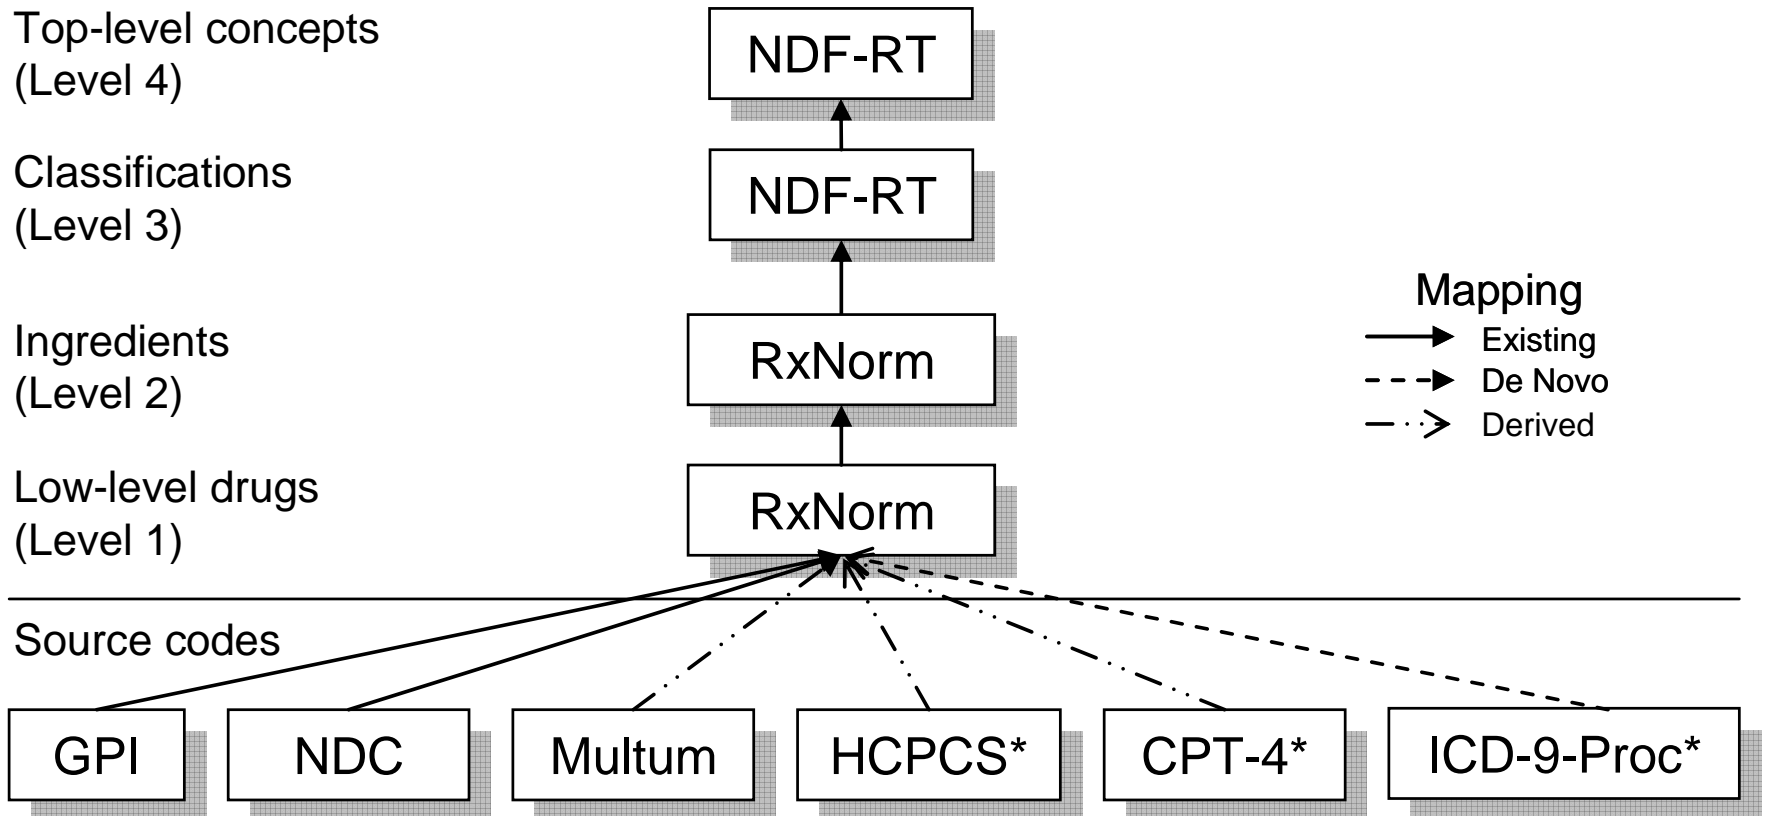 Top-level concepts
(Level 4)
NDF-RT
Classifications
(Level 3)
NDF-RT
Mapping
Existing
De Novo
Derived
Ingredients
(Level 2)
RxNorm
Low-level drugs
(Level 1)
RxNorm
Source codes
GPI
NDC
Multum
HCPCS*
CPT-4*
ICD-9-Proc*